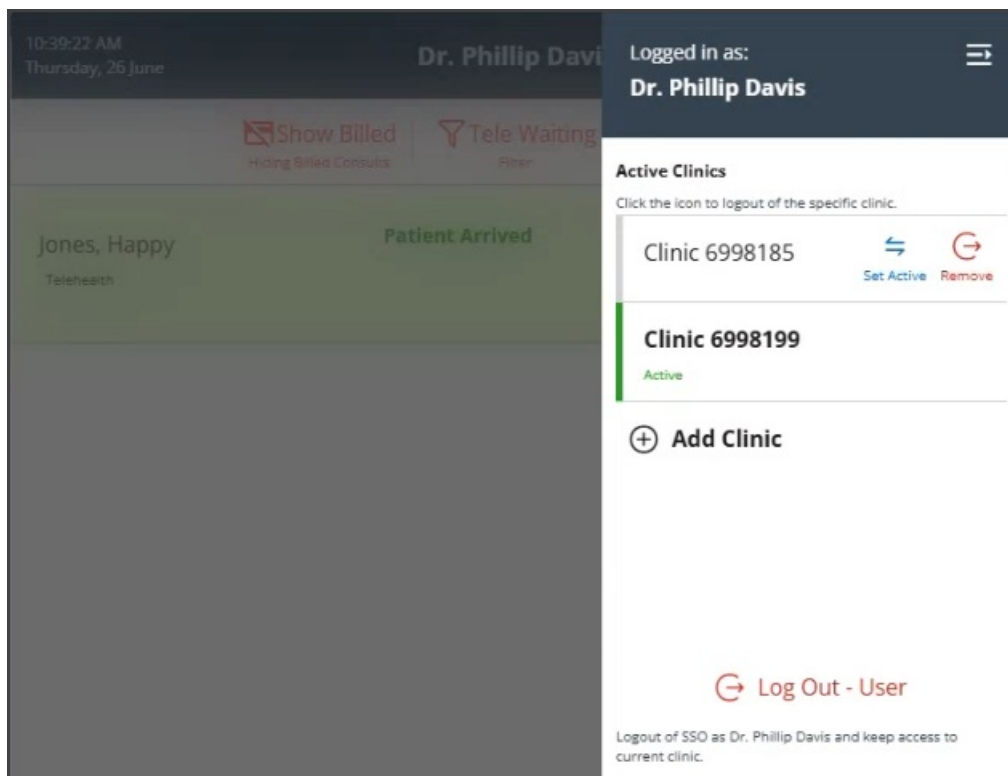 10:39:22 AM
Thursday, 26 June
Dr. Phillip Davi
Show Billed
Hiding Billed Consults
Tele Waiting
Filter
Jones, Happy
Patient Arrived
Telehealth
Logged in as:
Dr. Phillip Davis
Active Clinics
Click the icon to logout of the specific clinic.
Clinic 6998185
Set Active
Remove
Clinic 6998199
Active
Add Clinic
Log Out - User
Logout of SSO as Dr. Phillip Davis and keep access to
current clinic.